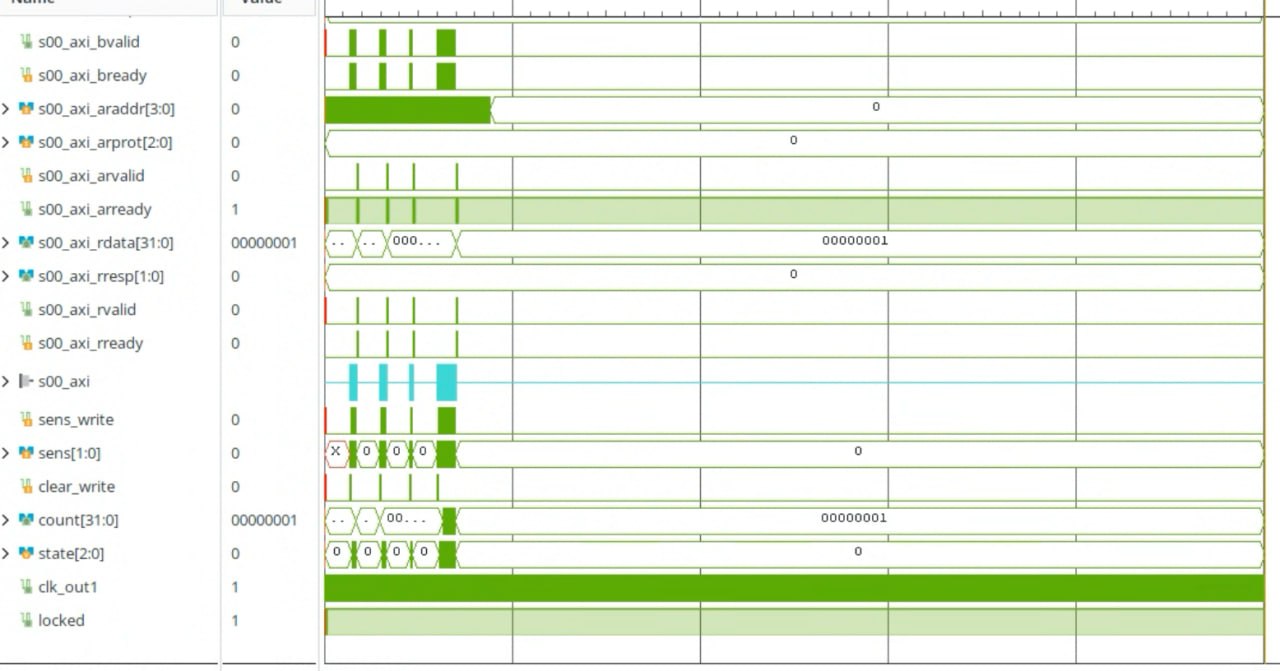 s00_axi_bvalid 0
s00_axi_bready 0
s00_axi_araddr[3:0] 0 0
s00_axi_arprot[2:0] 0 0
s00_axi_arvalid 0
s00_axi_arready 1
s00_axi_rdata[31:0] 00000001 .. .. 000... 00000001
s00_axi_rresp[1:0] 0 0
s00_axi_rvalid 0
s00_axi_rready 0
s00_axi
sens_write 0
sens[1:0] 0 X 0 0 0 0
clear_write 0
count[31:0] 00000001 .. . 00... 00000001
state[2:0] 0 0 0 0 0 0
clk_out1 1
locked 1